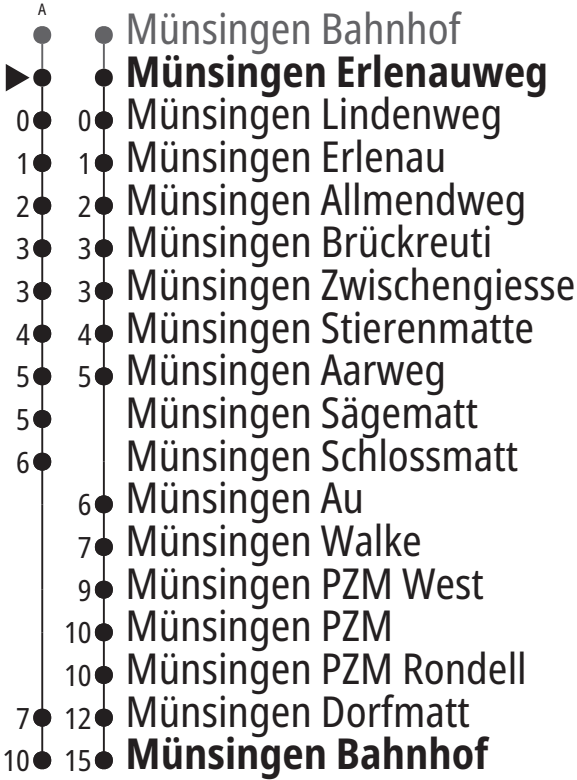 A
Münsingen Bahnhof
Münsingen Erlenauweg
0 0 Münsingen Lindenweg
1 1 Münsingen Erlenau
2 2 Münsingen Allmendweg
3 3 Münsingen Brückreuti
3 3 Münsingen Zwischengiesse
4 4 Münsingen Stierenmatte
5 5 Münsingen Aarweg
5 Münsingen Sägematt
6 Münsingen Schlossmatt
6 Münsingen Au
7 Münsingen Walke
9 Münsingen PZM West
10 Münsingen PZM
10 Münsingen PZM Rondell
7 12 Münsingen Dorfmatt
10 15 Münsingen Bahnhof